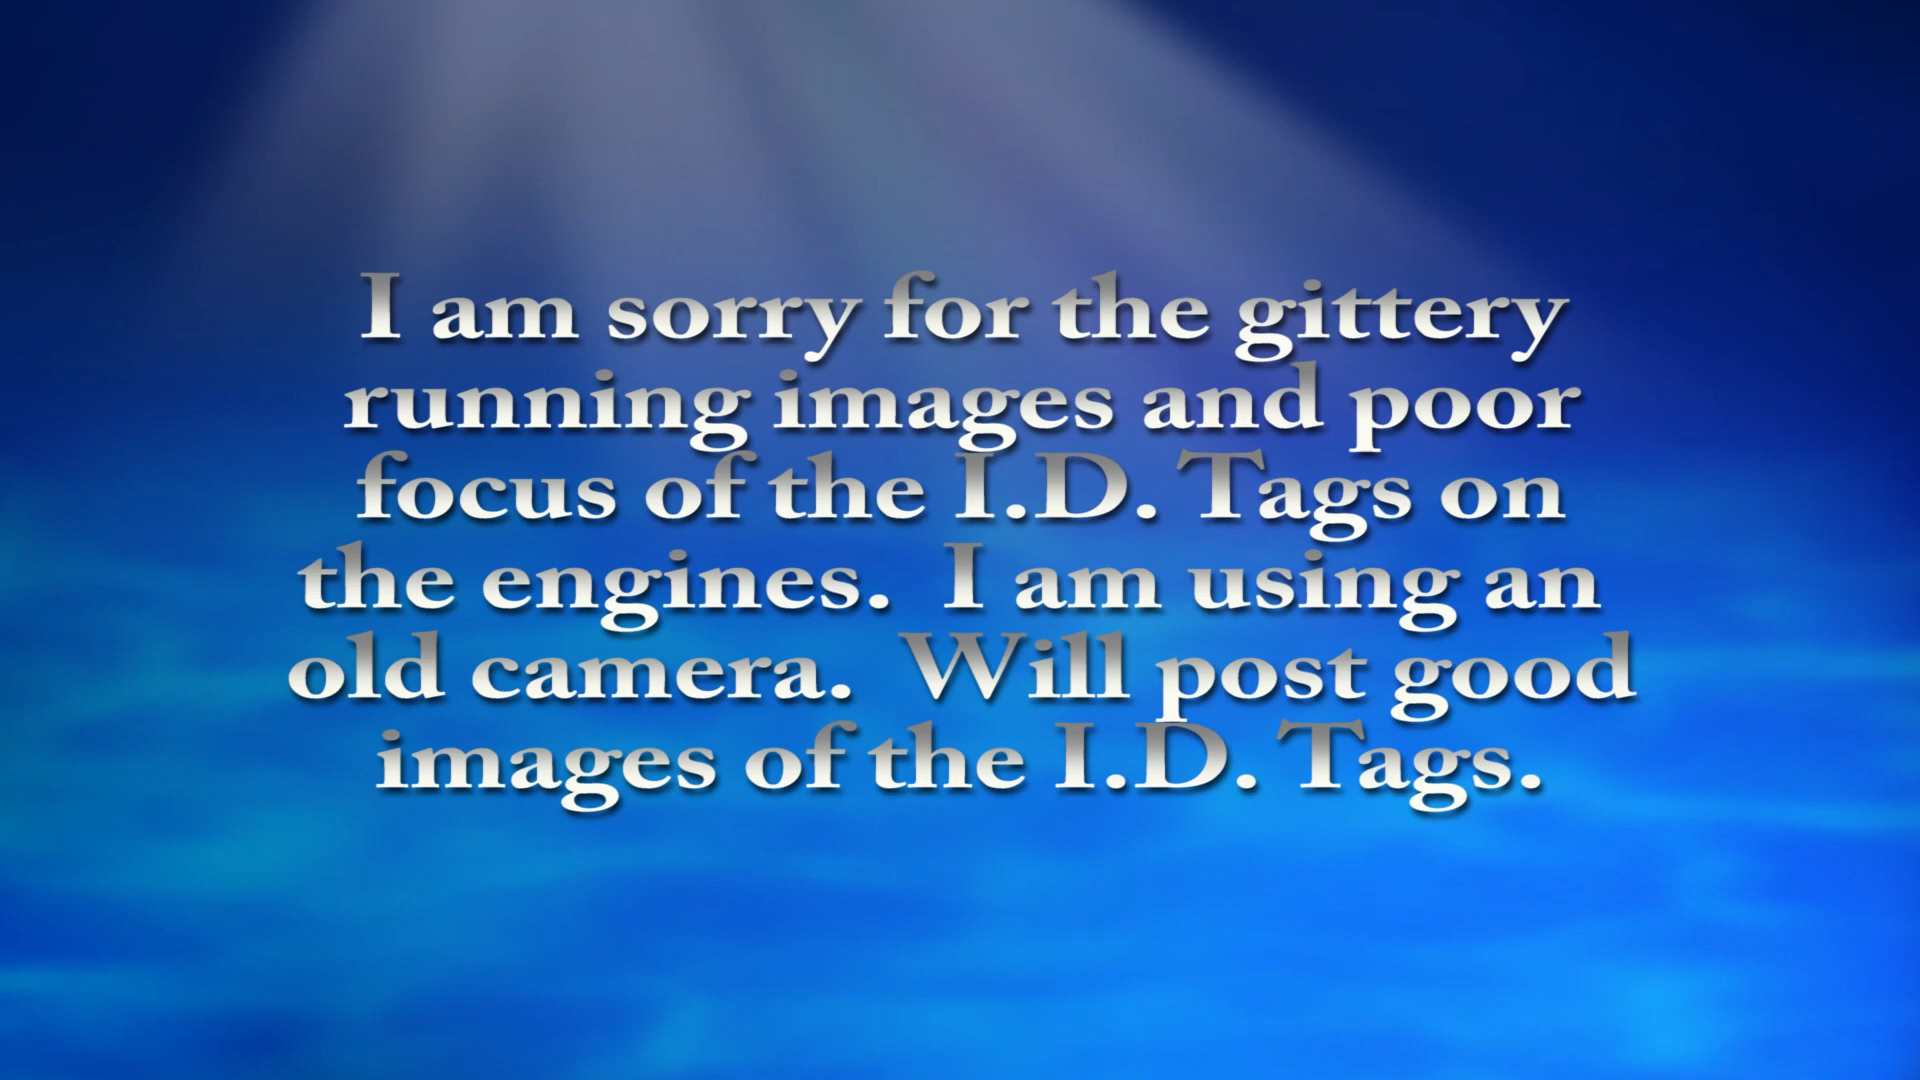 I am sorry for the gittery
running images and poor
focus of the I.D. Tags on
the engines.  I am using an
old camera.  Will post good
images of the I.D. Tags.